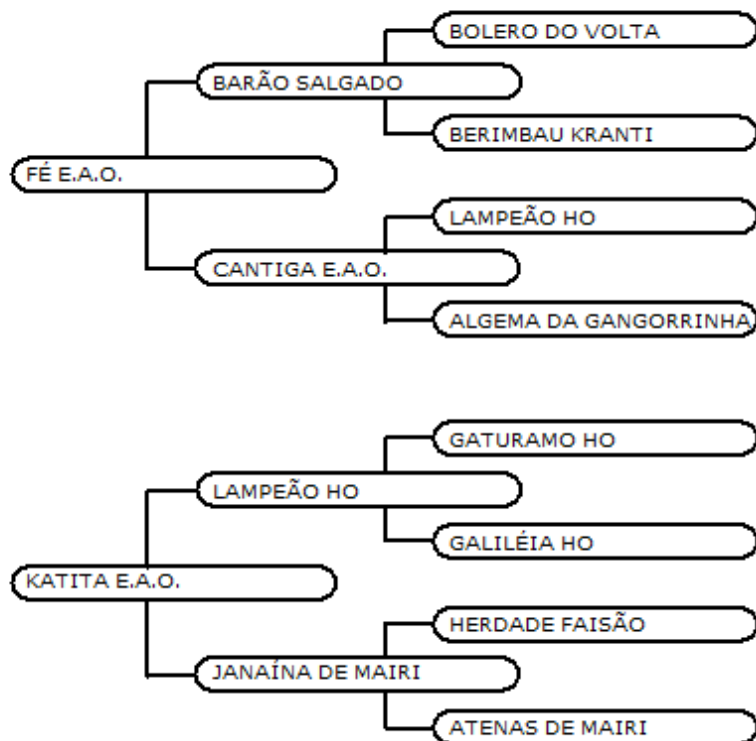 BOLERO DO VOLTA
BARÃO SALGADO
BERIMBAU KRANTI
FÉ E.A.O.
LAMPEÃO HO
CANTIGA E.A.O.
ALGEMA DA GANGORRINHA
GATURAMO HO
LAMPEÃO HO
GALILÉIA HO
KATITA E.A.O.
HERDADE FAISÃO
JANAÍNA DE MAIRI
ATENAS DE MAIRI